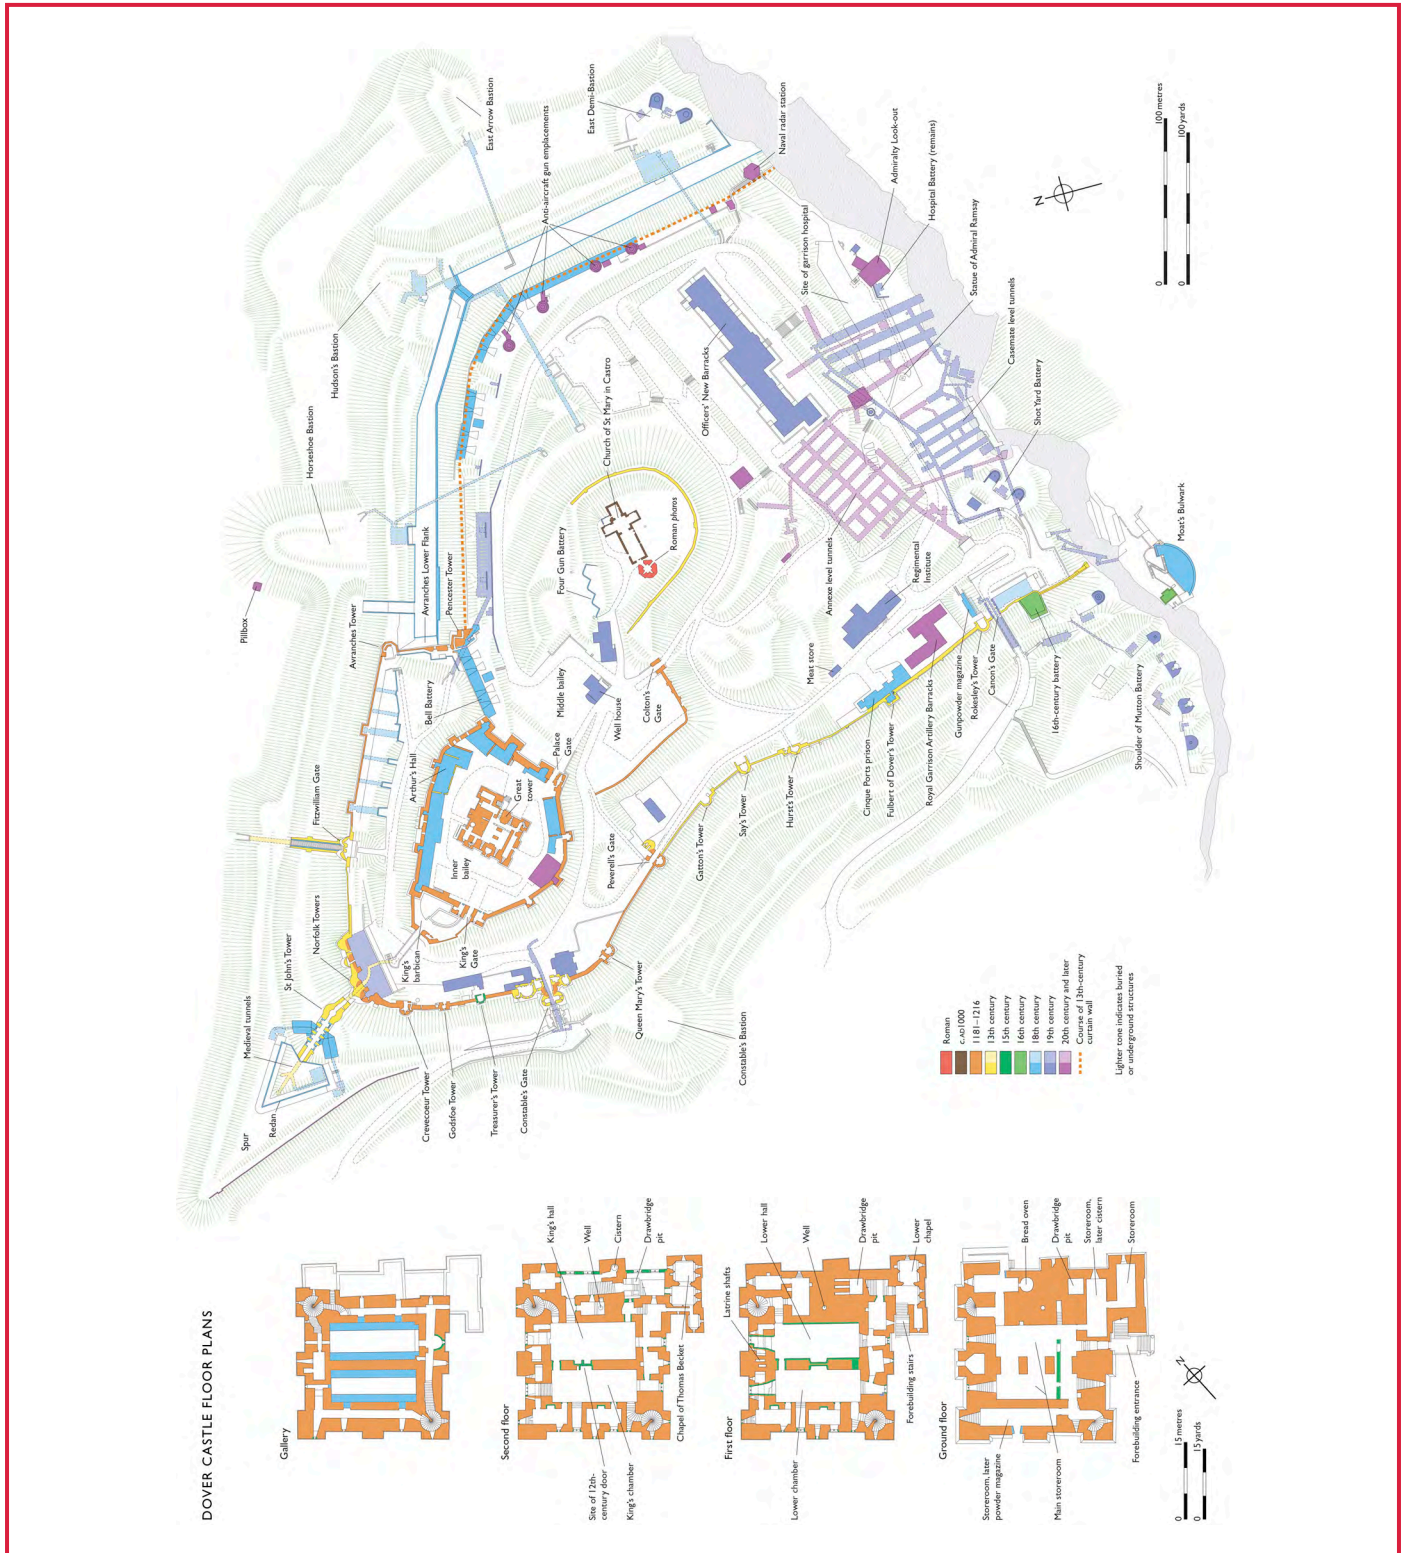 DOVER CASTLE FLOOR PLANS
Gallery
Second floor
King's hall
Well
Cistern
Drawbridge
pit
Site of 12th-
century door
King's chamber
Chapel of Thomas Becket
First floor
Latrine shafts
Lower hall
Well
Drawbridge
pit
Lower
chapel
Lower chamber
Forebuilding stairs
Ground floor
Bread oven
Drawbridge
pit
Storeroom,
later cistern
Storeroom
Storeroom, later
powder magazine
Main storeroom
Forebuilding entrance
N
0
15 metres
0
15 yards
Spur
Redan
Medieval tunnels
St John's Tower
Norfolk Towers
Fitzwilliam Gate
Avranches Tower
Pillbox
Horseshoe Bastion
Hudson's Bastion
East Arrow Bastion
Anti-aircraft gun emplacements
East Demi-Bastion
Naval radar station
Avranches Lower Flank
Pencester Tower
Bell Battery
Arthur's Hall
Inner
bailey
Great
tower
Palace
Gate
King's
barbican
King's
Gate
Middle bailey
Well house
Four Gun Battery
Colton's
Gate
Church of St Mary in Castro
Roman pharos
Officers' New Barracks
Site of garrison hospital
Admiralty Look-out
Hospital Battery (remains)
Statue of Admiral Ramsay
Casemate level tunnels
Shot Yard Battery
Moat's Bulwark
Annexe level tunnels
Regimental
Institute
Meat store
Crevecoeur Tower
Godsfoe Tower
Treasurer's Tower
Constable's Gate
Queen Mary's Tower
Constable's Bastion
Peverell's Gate
Gatton's Tower
Say's Tower
Hurst's Tower
Cinque Ports prison
Fulbert of Dover's Tower
Royal Garrison Artillery Barracks
Gunpowder magazine
Rokesley's Tower
Canon's Gate
16th-century battery
Shoulder of Mutton Battery
Roman
c.AD1000
1181–1216
13th century
15th century
16th century
18th century
19th century
20th century and later
Course of 13th-century
curtain wall
Lighter tone indicates buried
or underground structures
N
0
100 metres
0
100 yards